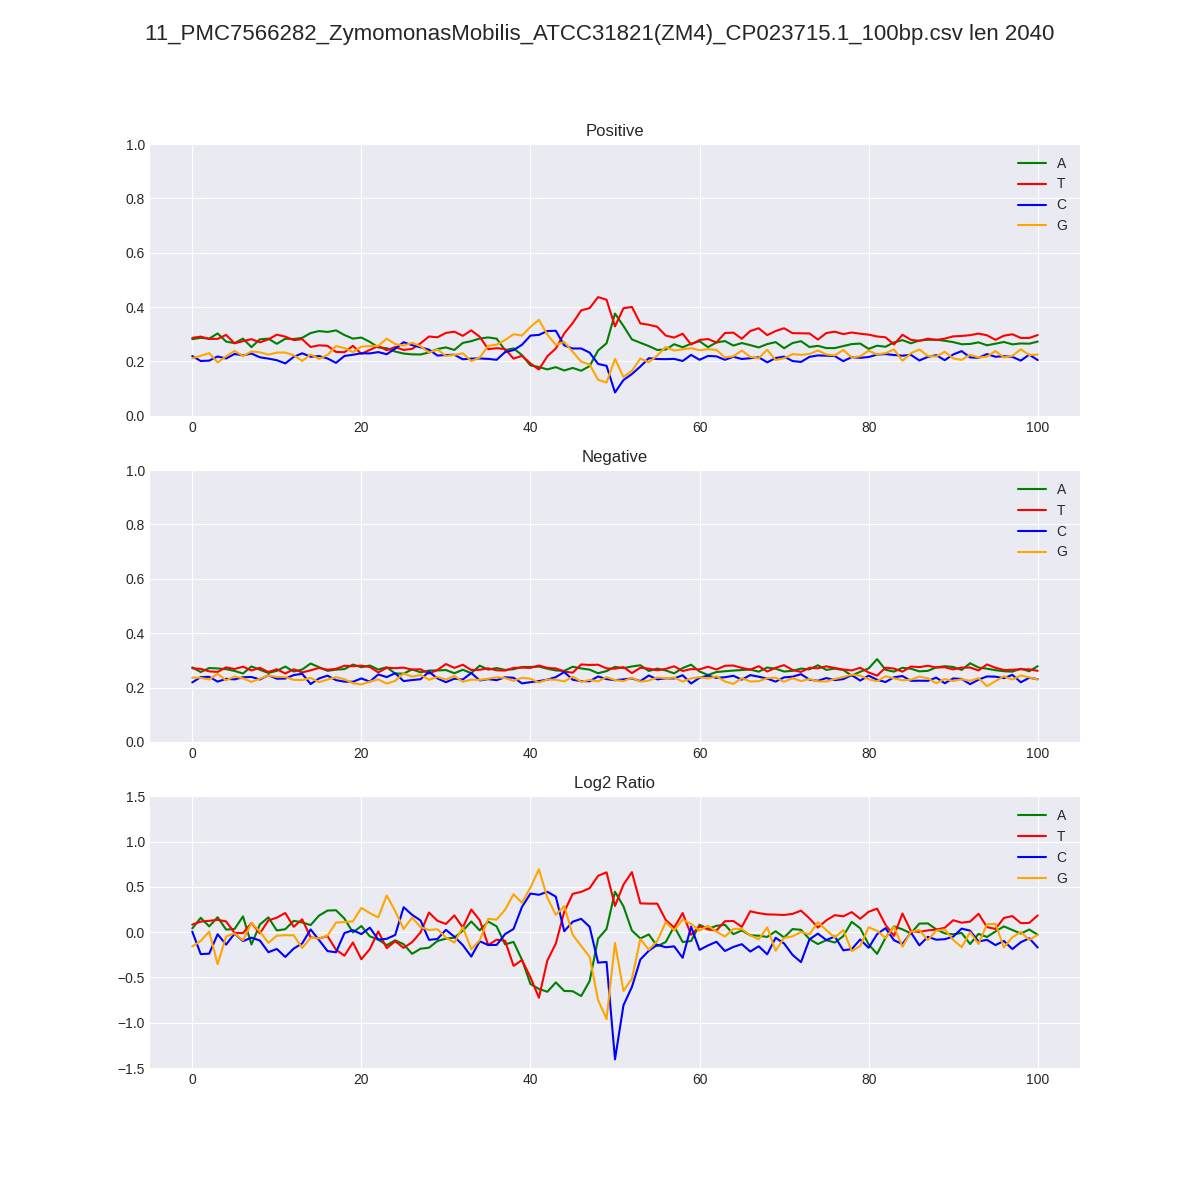 11_PMC7566282_ZymomonasMobilis_ATCC31821(ZM4)_CP023715.1_100bp.csv len 2040
Positive
1.0
0.8
0.6
0.4
0.2
0.0
0 20 40 60 80 100
A
T
C
G
Negative
1.0
0.8
0.6
0.4
0.2
0.0
0 20 40 60 80 100
A
T
C
G
Log2 Ratio
1.5
1.0
0.5
0.0
−0.5
−1.0
−1.5
0 20 40 60 80 100
A
T
C
G